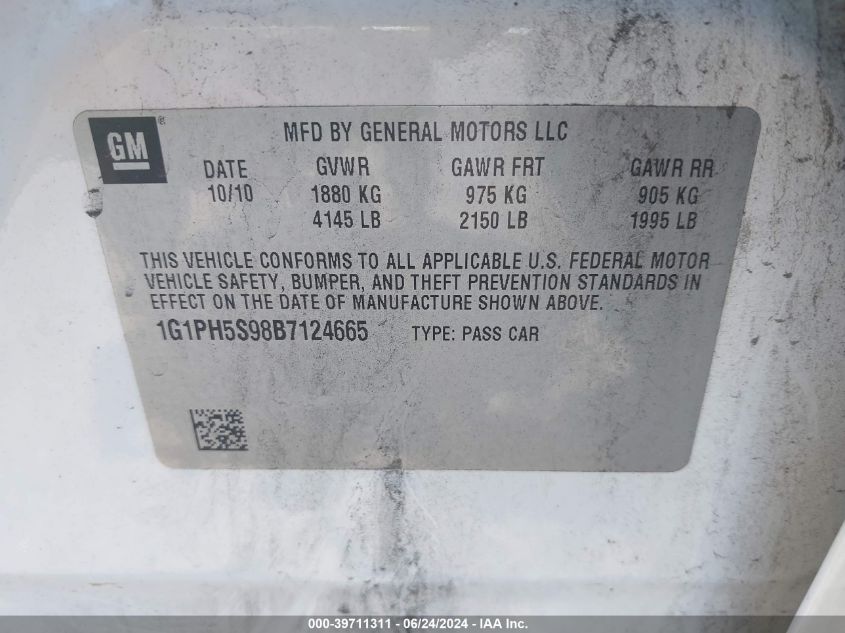 GM ®
MFD BY GENERAL MOTORS LLC
DATE GVWR GAWR FRT GAWR RR
10/10 1880 KG 975 KG 905 KG
4145 LB 2150 LB 1995 LB
THIS VEHICLE CONFORMS TO ALL APPLICABLE U.S. FEDERAL MOTOR
VEHICLE SAFETY, BUMPER, AND THEFT PREVENTION STANDARDS IN
EFFECT ON THE DATE OF MANUFACTURE SHOWN ABOVE.
1G1PH5S98B7124665 TYPE: PASS CAR
000-39711311 - 06/24/2024 - IAA Inc.